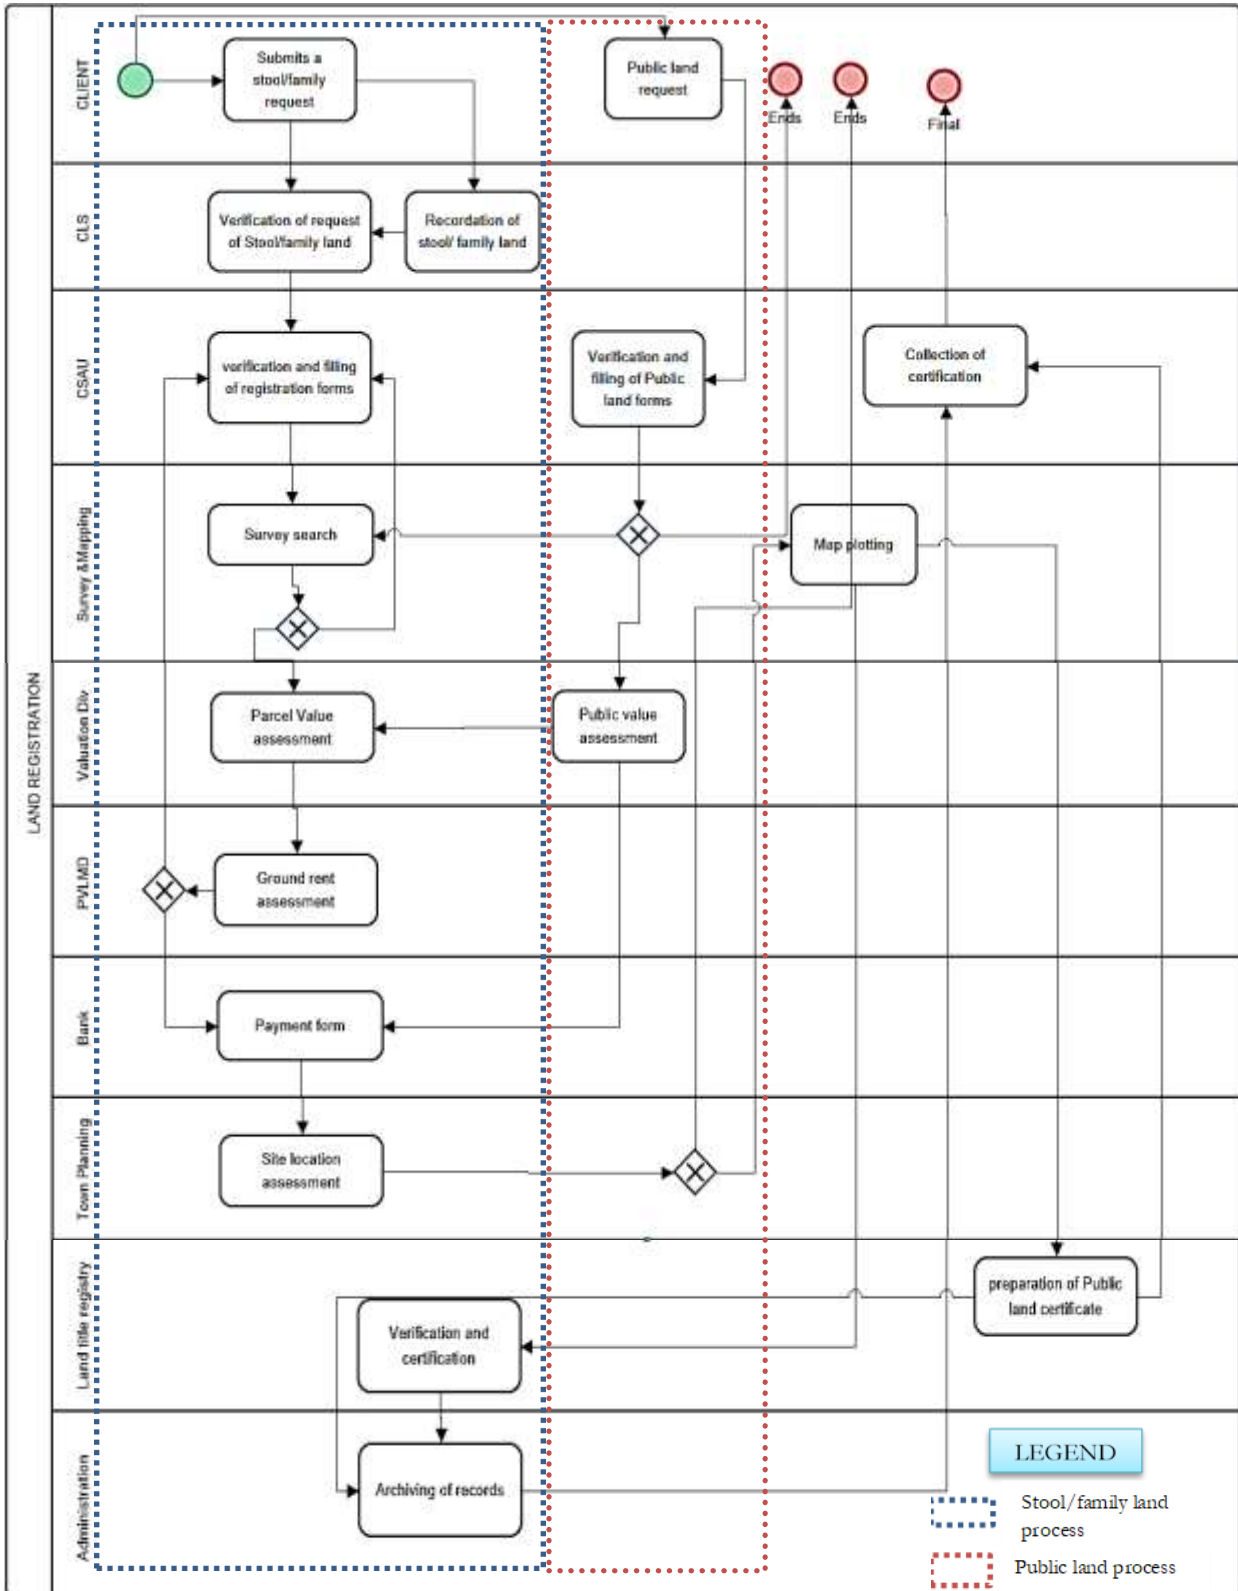 LAND REGISTRATION
CLIENT
Submits a
stool/family
request
Public land
request
Ends
Ends
Final
CLS
Verification of request
of Stool/family land
Recordation of
stool/ family land
CSAU
verification and filling
of registration forms
Verification and
filling of Public
land forms
Collection of
certification
Survey &Mapping
Survey search
Map plotting
Valuation Div
Parcel Value
assessment
Public value
assessment
PVLMD
Ground rent
assessment
Bank
Payment form
Town Planning
Site location
assessment
Land title registry
preparation of Public
land certificate
Verification and
certification
Administration
Archiving of records
LEGEND
Stool/family land
process
Public land process